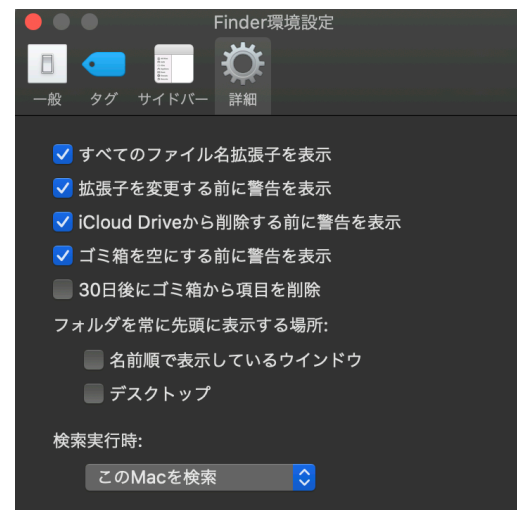 Finder環境設定
一般 タグ サイドバー 詳細
すべてのファイル名拡張子を表示
拡張子を変更する前に警告を表示
iCloud Driveから削除する前に警告を表示
ゴミ箱を空にする前に警告を表示
30日後にゴミ箱から項目を削除
フォルダを常に先頭に表示する場所:
名前順で表示しているウインドウ
デスクトップ
検索実行時:
このMacを検索